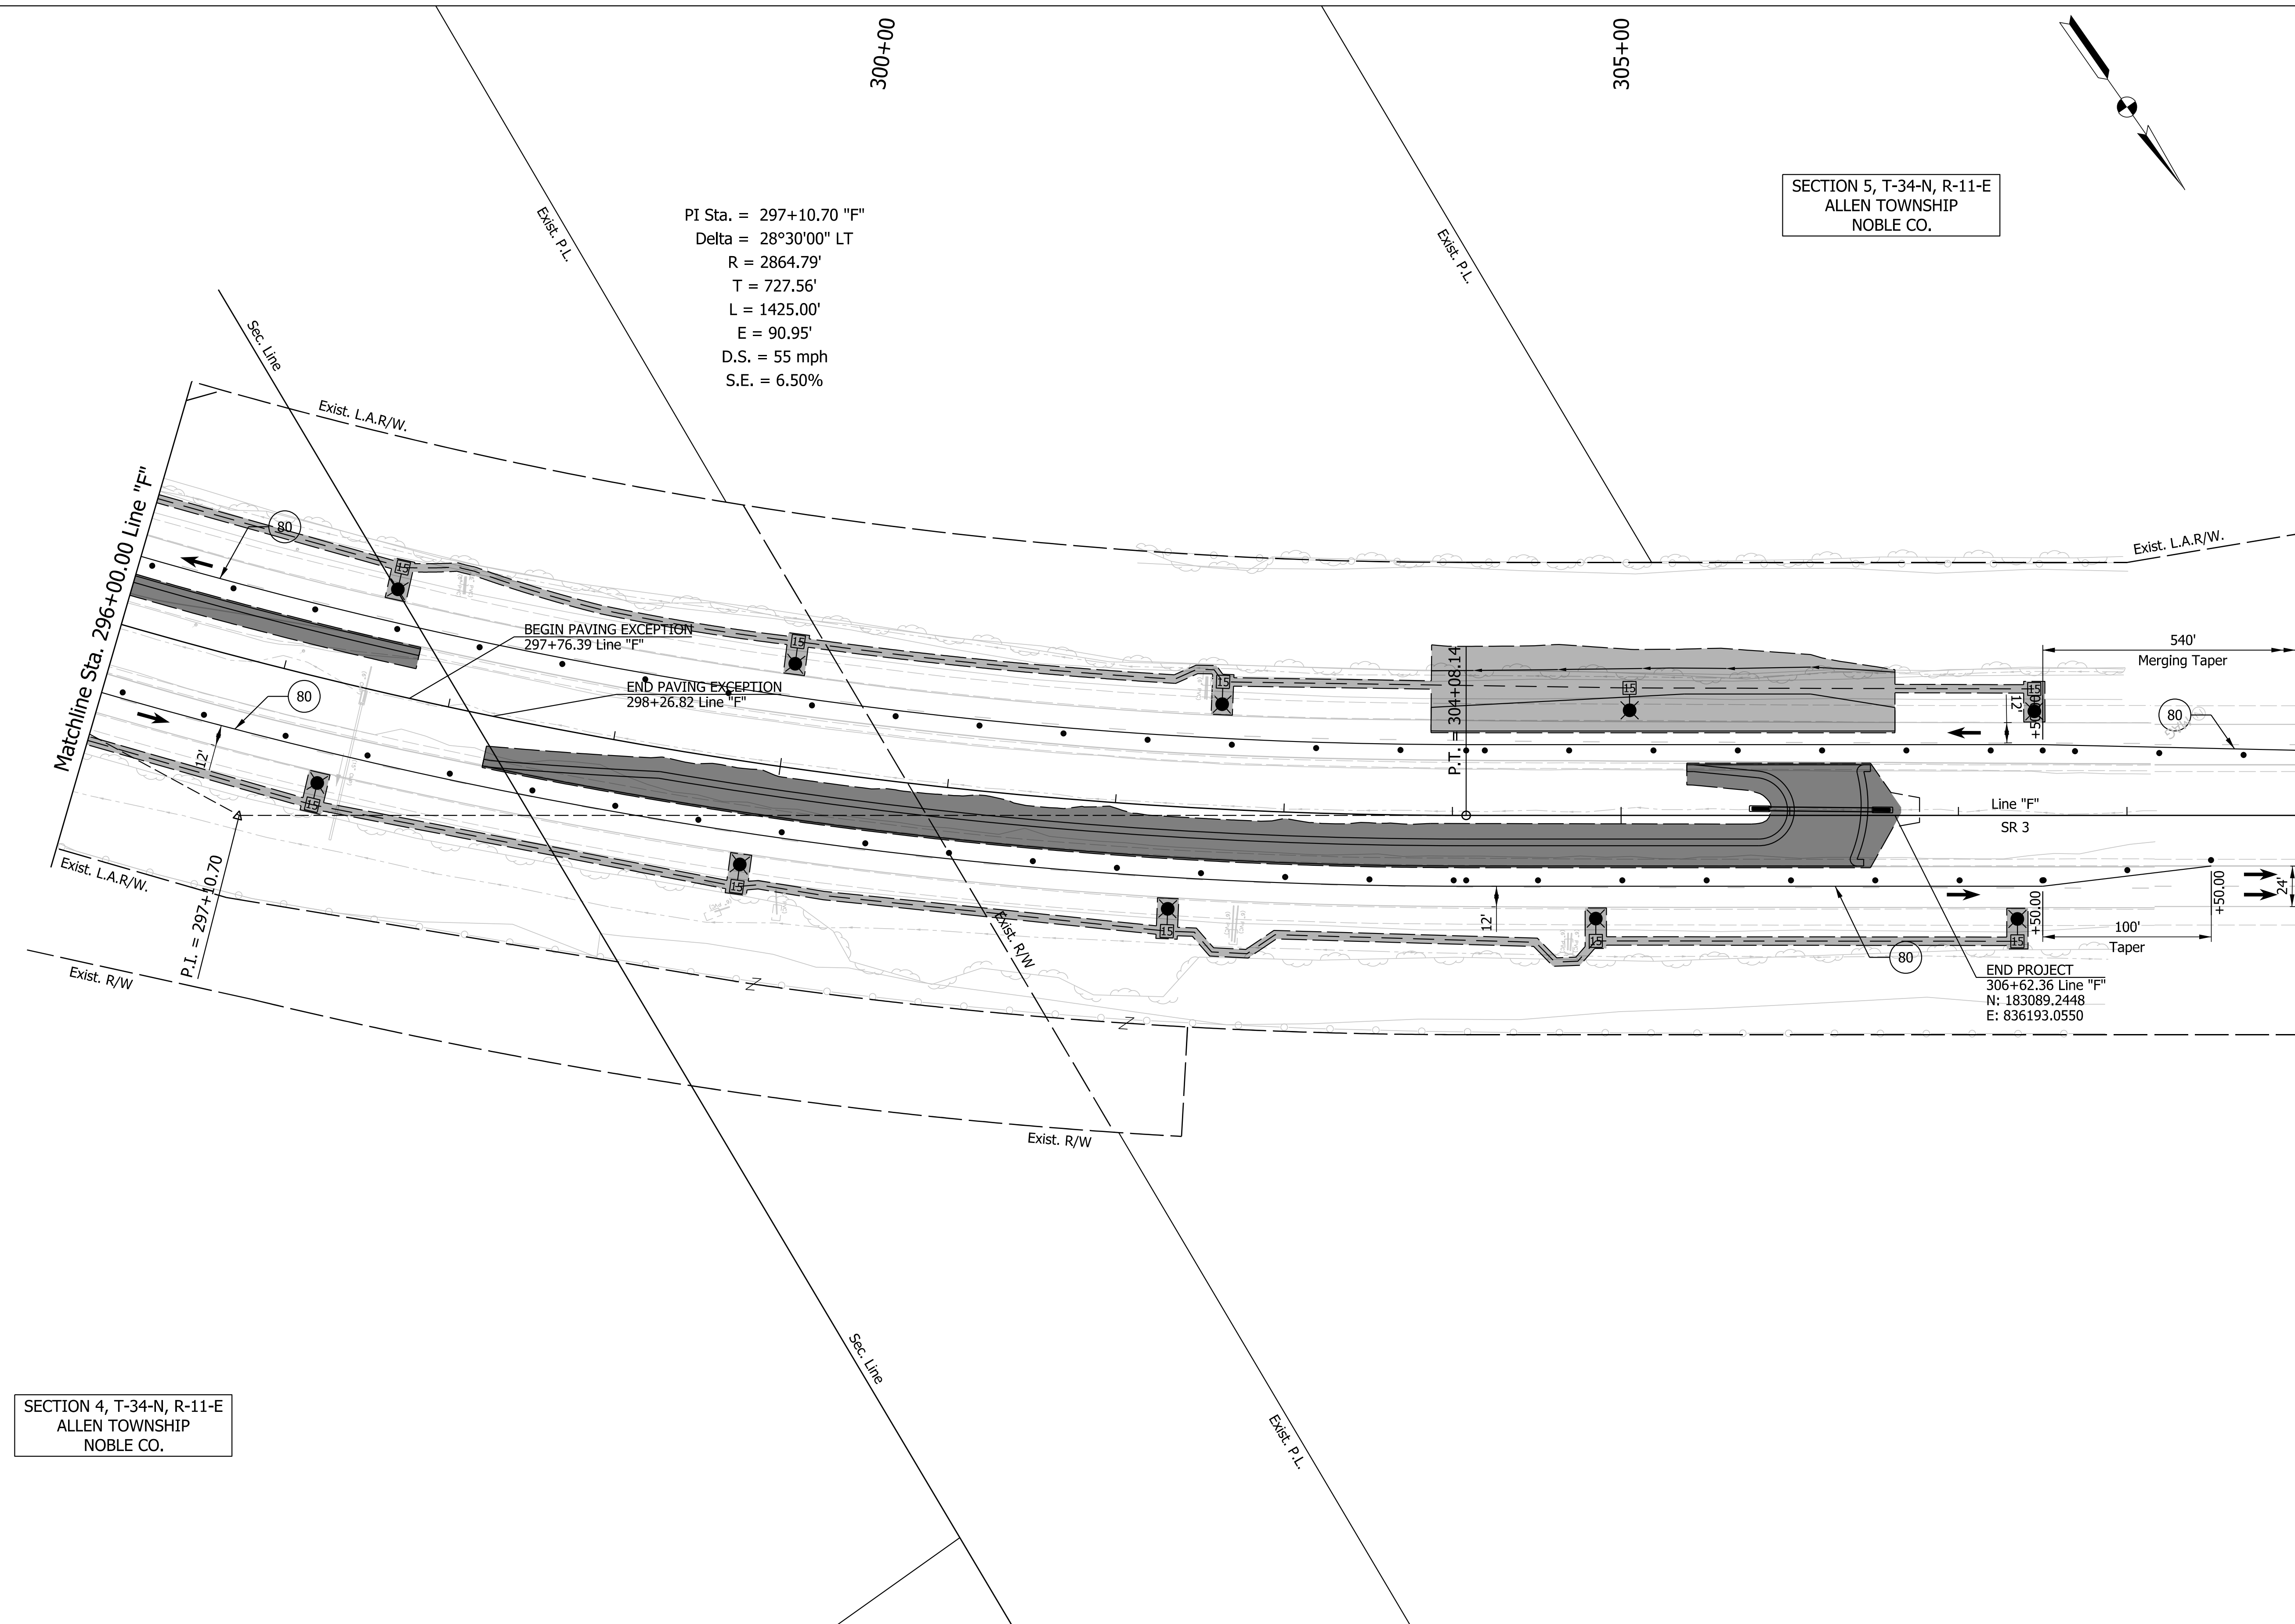 300+00
305+00
SECTION 5, T-34-N, R-11-E
ALLEN TOWNSHIP
NOBLE CO.
PI Sta. = 297+10.70 "F"
Delta = 28°30'00" LT
R = 2864.79'
T = 727.56'
L = 1425.00'
E = 90.95'
D.S. = 55 mph
S.E. = 6.50%
Exist. P.L.
Exist. P.L.
Sec. Line
Exist. L.A.R/W.
Matchline Sta. 296+00.00 Line "F"
80
15
15
15
15
15
BEGIN PAVING EXCEPTION
297+76.39 Line "F"
END PAVING EXCEPTION
298+26.82 Line "F"
80
12'
P.T. = 304+08.14
Exist. L.A.R/W.
540'
Merging Taper
12'
+50.00
80
Line "F"
SR 3
15
15
15
15
15
Exist. L.A.R/W.
P.I. = 297+10.70
Exist. R/W
Exist. R/W
12'
+50.00
100'
Taper
+50.00
24'
80
END PROJECT
306+62.36 Line "F"
N: 183089.2448
E: 836193.0550
Exist. R/W
Sec. Line
Exist. P.L.
SECTION 4, T-34-N, R-11-E
ALLEN TOWNSHIP
NOBLE CO.